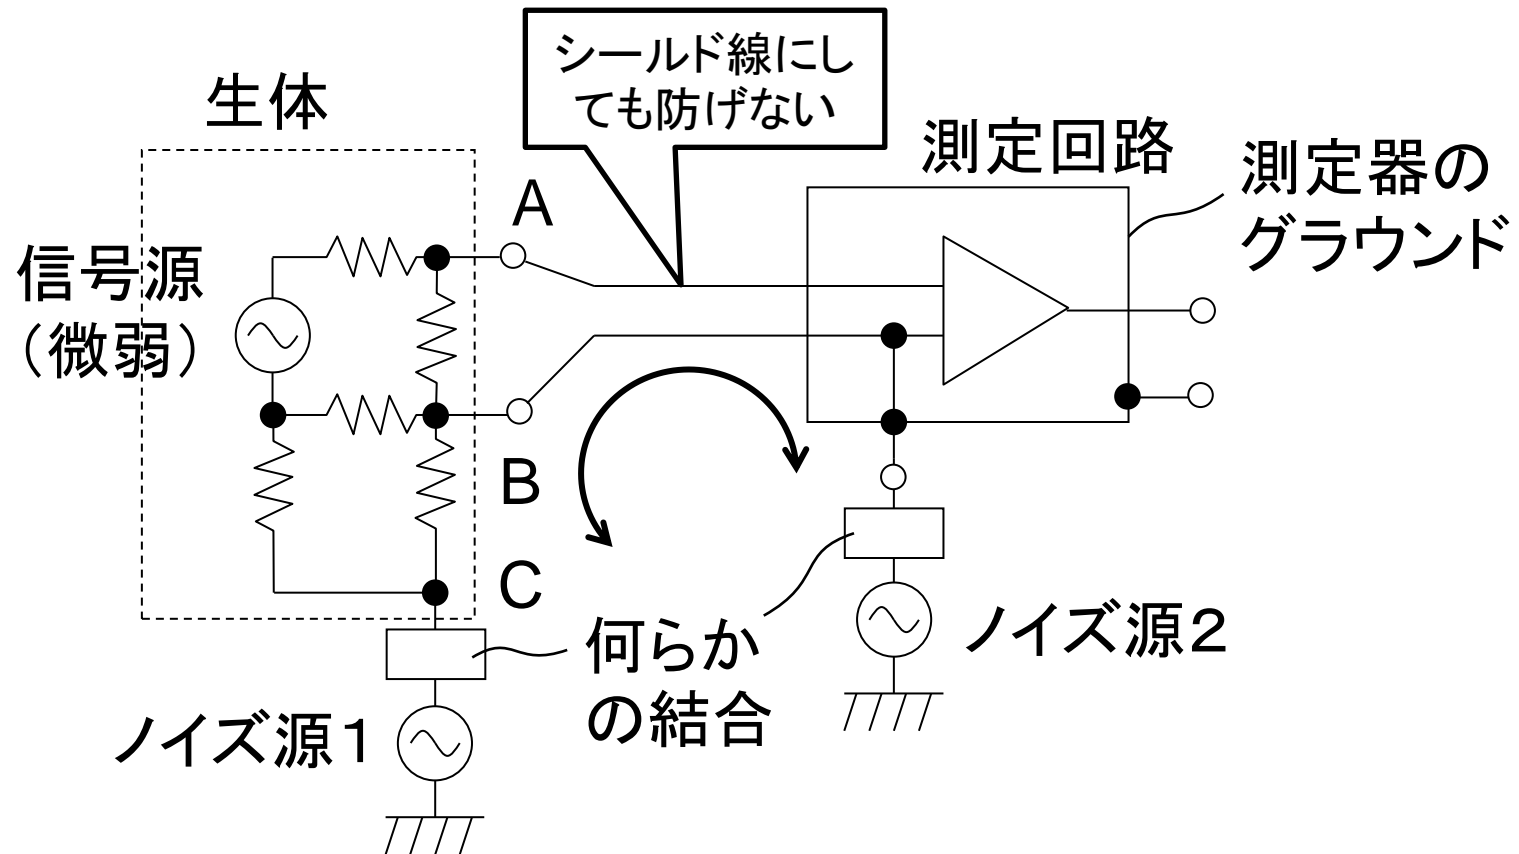 シールド線にし
ても防げない
生体
測定回路
測定器の
グラウンド
A
信号源
（微弱）
B
C
何らか
の結合
ノイズ源２
ノイズ源１